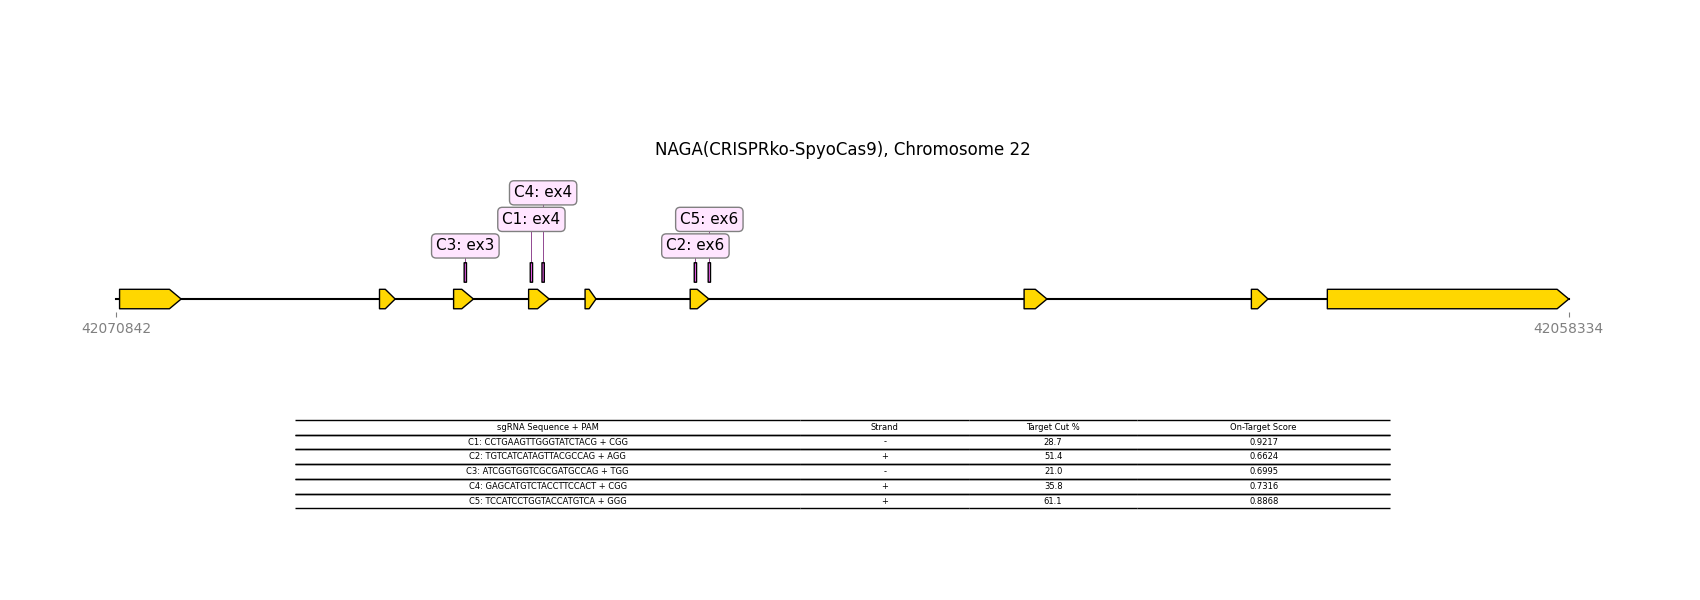 NAGA(CRISPRko-SpyoCas9), Chromosome 22
C4: ex4
C1: ex4
C5: ex6
C3: ex3
C2: ex6
42070842
42058334
sgRNA Sequence + PAM Strand Target Cut % On-Target Score
C1: CCTGAAGTTGGGTATCTACG + CGG - 28.7 0.9217
C2: TGTCATCATAGTTACGCCAG + AGG + 51.4 0.6624
C3: ATCGGTGGTCGCGATGCCAG + TGG - 21.0 0.6995
C4: GAGCATGTCTACCTTCCACT + CGG + 35.8 0.7316
C5: TCCATCCTGGTACCATGTCA + GGG + 61.1 0.8868